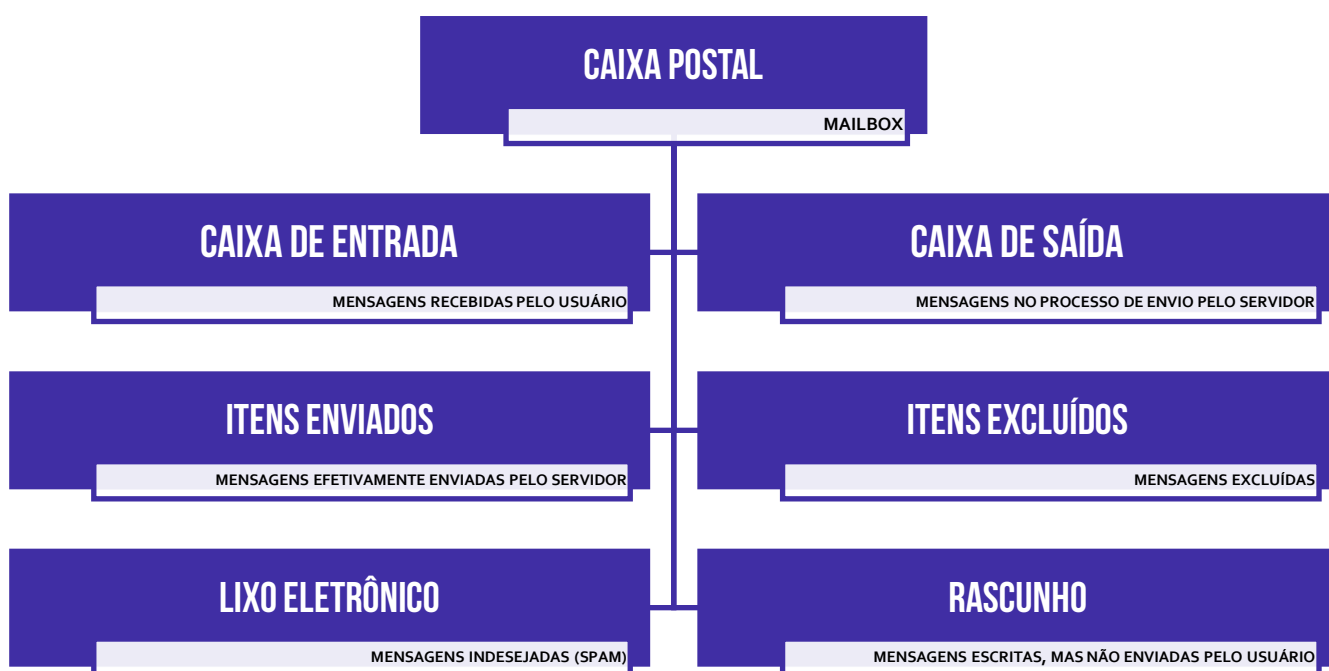 CAIXA POSTAL
MAILBOX
CAIXA DE ENTRADA
MENSAGENS RECEBIDAS PELO USUÁRIO
CAIXA DE SAÍDA
MENSAGENS NO PROCESSO DE ENVIO PELO SERVIDOR
ITENS ENVIADOS
MENSAGENS EFETIVAMENTE ENVIADAS PELO SERVIDOR
ITENS EXCLUÍDOS
MENSAGENS EXCLUÍDAS
LIXO ELETRÔNICO
MENSAGENS INDESEJADAS (SPAM)
RASCUNHO
MENSAGENS ESCRITAS, MAS NÃO ENVIADAS PELO USUÁRIO